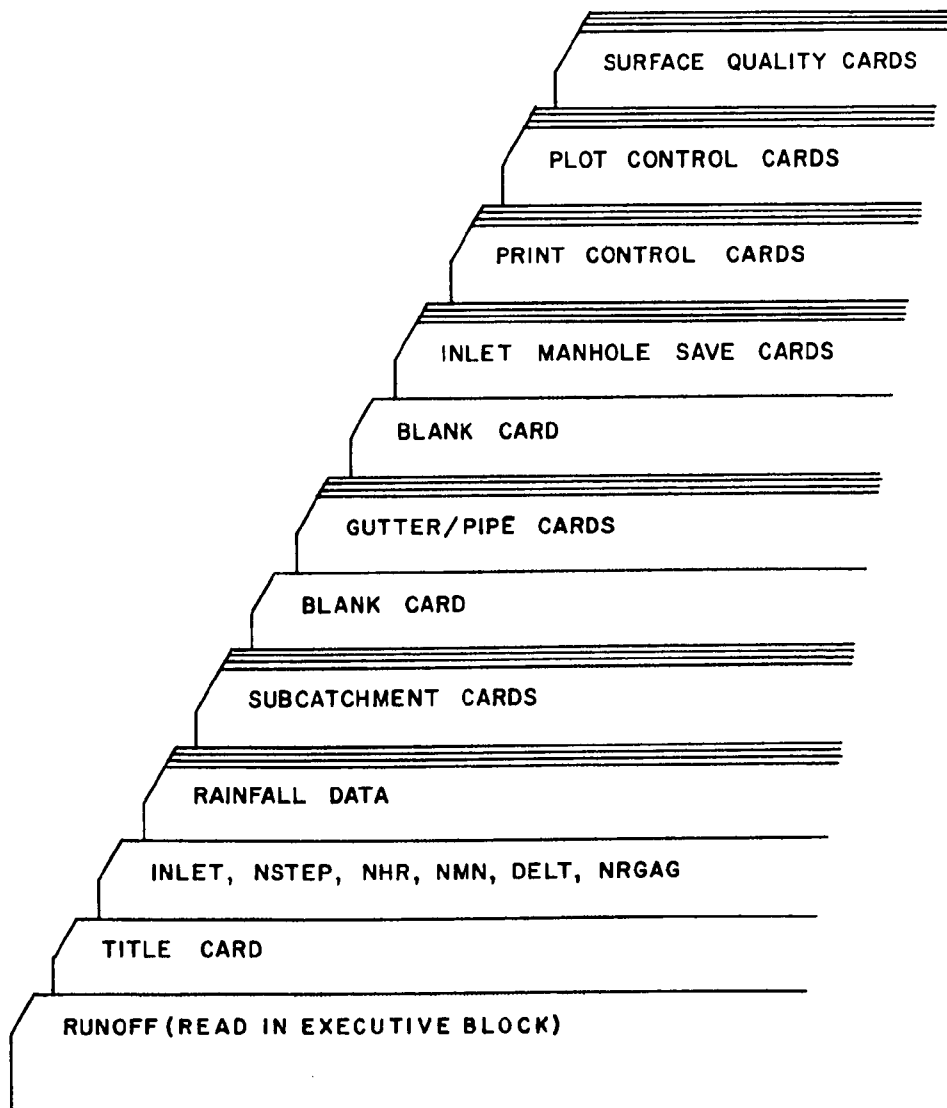 SURFACE QUALITY CARDS
PLOT CONTROL CARDS
PRINT CONTROL CARDS
INLET MANHOLE SAVE CARDS
BLANK CARD
GUTTER/PIPE CARDS
BLANK CARD
SUBCATCHMENT CARDS
RAINFALL DATA
INLET, NSTEP, NHR, NMN, DELT, NRGAG
TITLE CARD
RUNOFF (READ IN EXECUTIVE BLOCK)